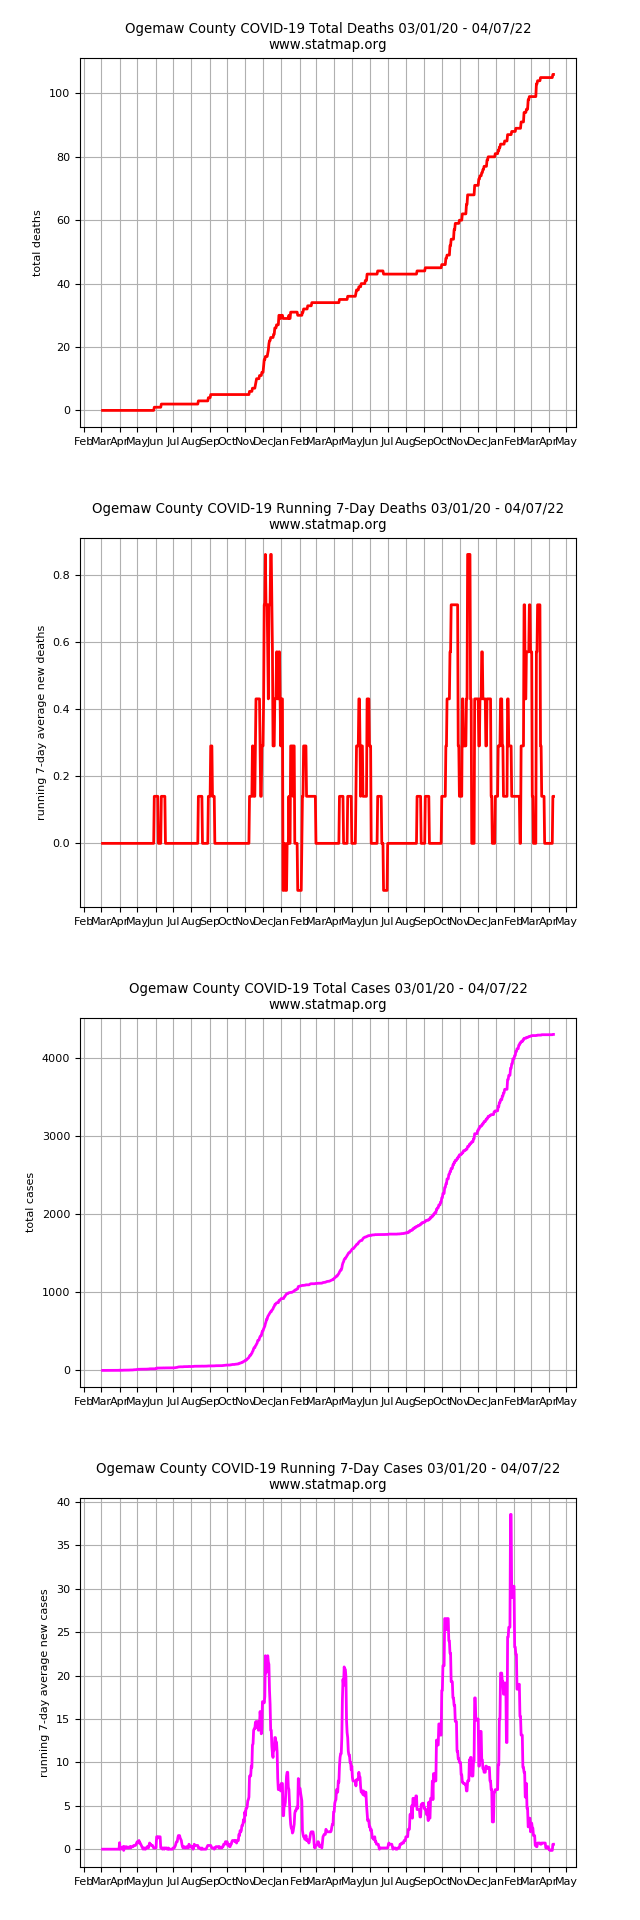 Ogemaw County COVID-19 Total Deaths 03/01/20 - 04/07/22
www.statmap.org
100
80
60
40
20
0
total deaths
Feb Mar Apr May Jun Jul Aug Sep Oct Nov Dec Jan Feb Mar Apr May Jun Jul Aug Sep Oct Nov Dec Jan Feb Mar Apr May
Ogemaw County COVID-19 Running 7-Day Deaths 03/01/20 - 04/07/22
www.statmap.org
0.8
0.6
0.4
0.2
0.0
running 7-day average new deaths
Feb Mar Apr May Jun Jul Aug Sep Oct Nov Dec Jan Feb Mar Apr May Jun Jul Aug Sep Oct Nov Dec Jan Feb Mar Apr May
Ogemaw County COVID-19 Total Cases 03/01/20 - 04/07/22
www.statmap.org
4000
3000
2000
1000
0
total cases
Feb Mar Apr May Jun Jul Aug Sep Oct Nov Dec Jan Feb Mar Apr May Jun Jul Aug Sep Oct Nov Dec Jan Feb Mar Apr May
Ogemaw County COVID-19 Running 7-Day Cases 03/01/20 - 04/07/22
www.statmap.org
40
35
30
25
20
15
10
5
0
running 7-day average new cases
Feb Mar Apr May Jun Jul Aug Sep Oct Nov Dec Jan Feb Mar Apr May Jun Jul Aug Sep Oct Nov Dec Jan Feb Mar Apr May